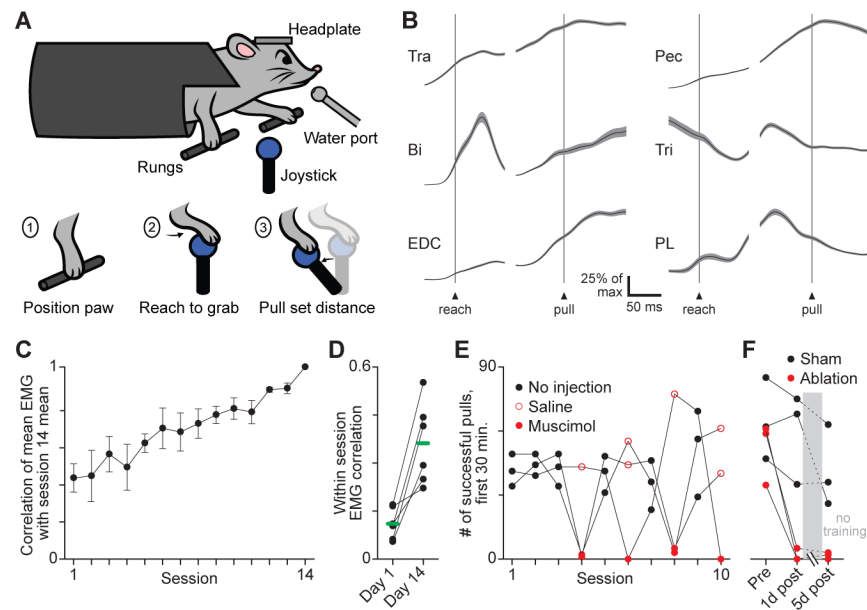 A
Headplate
Water port
Rungs
Joystick
1
2
3
Position paw
Reach to grab
Pull set distance
B
Tra
Pec
Bi
Tri
EDC
PL
25% of
max
50 ms
reach
pull
reach
pull
C
Correlation of mean EMG
with session 14 mean
1
0
1
Session
14
D
Within session
EMG correlation
0.6
0
Day 1
Day 14
E
# of successful pulls,
first 30 min.
90
0
No injection
Saline
Muscimol
1
Session
10
F
Sham
Ablation
no
training
Pre
1d post
5d post